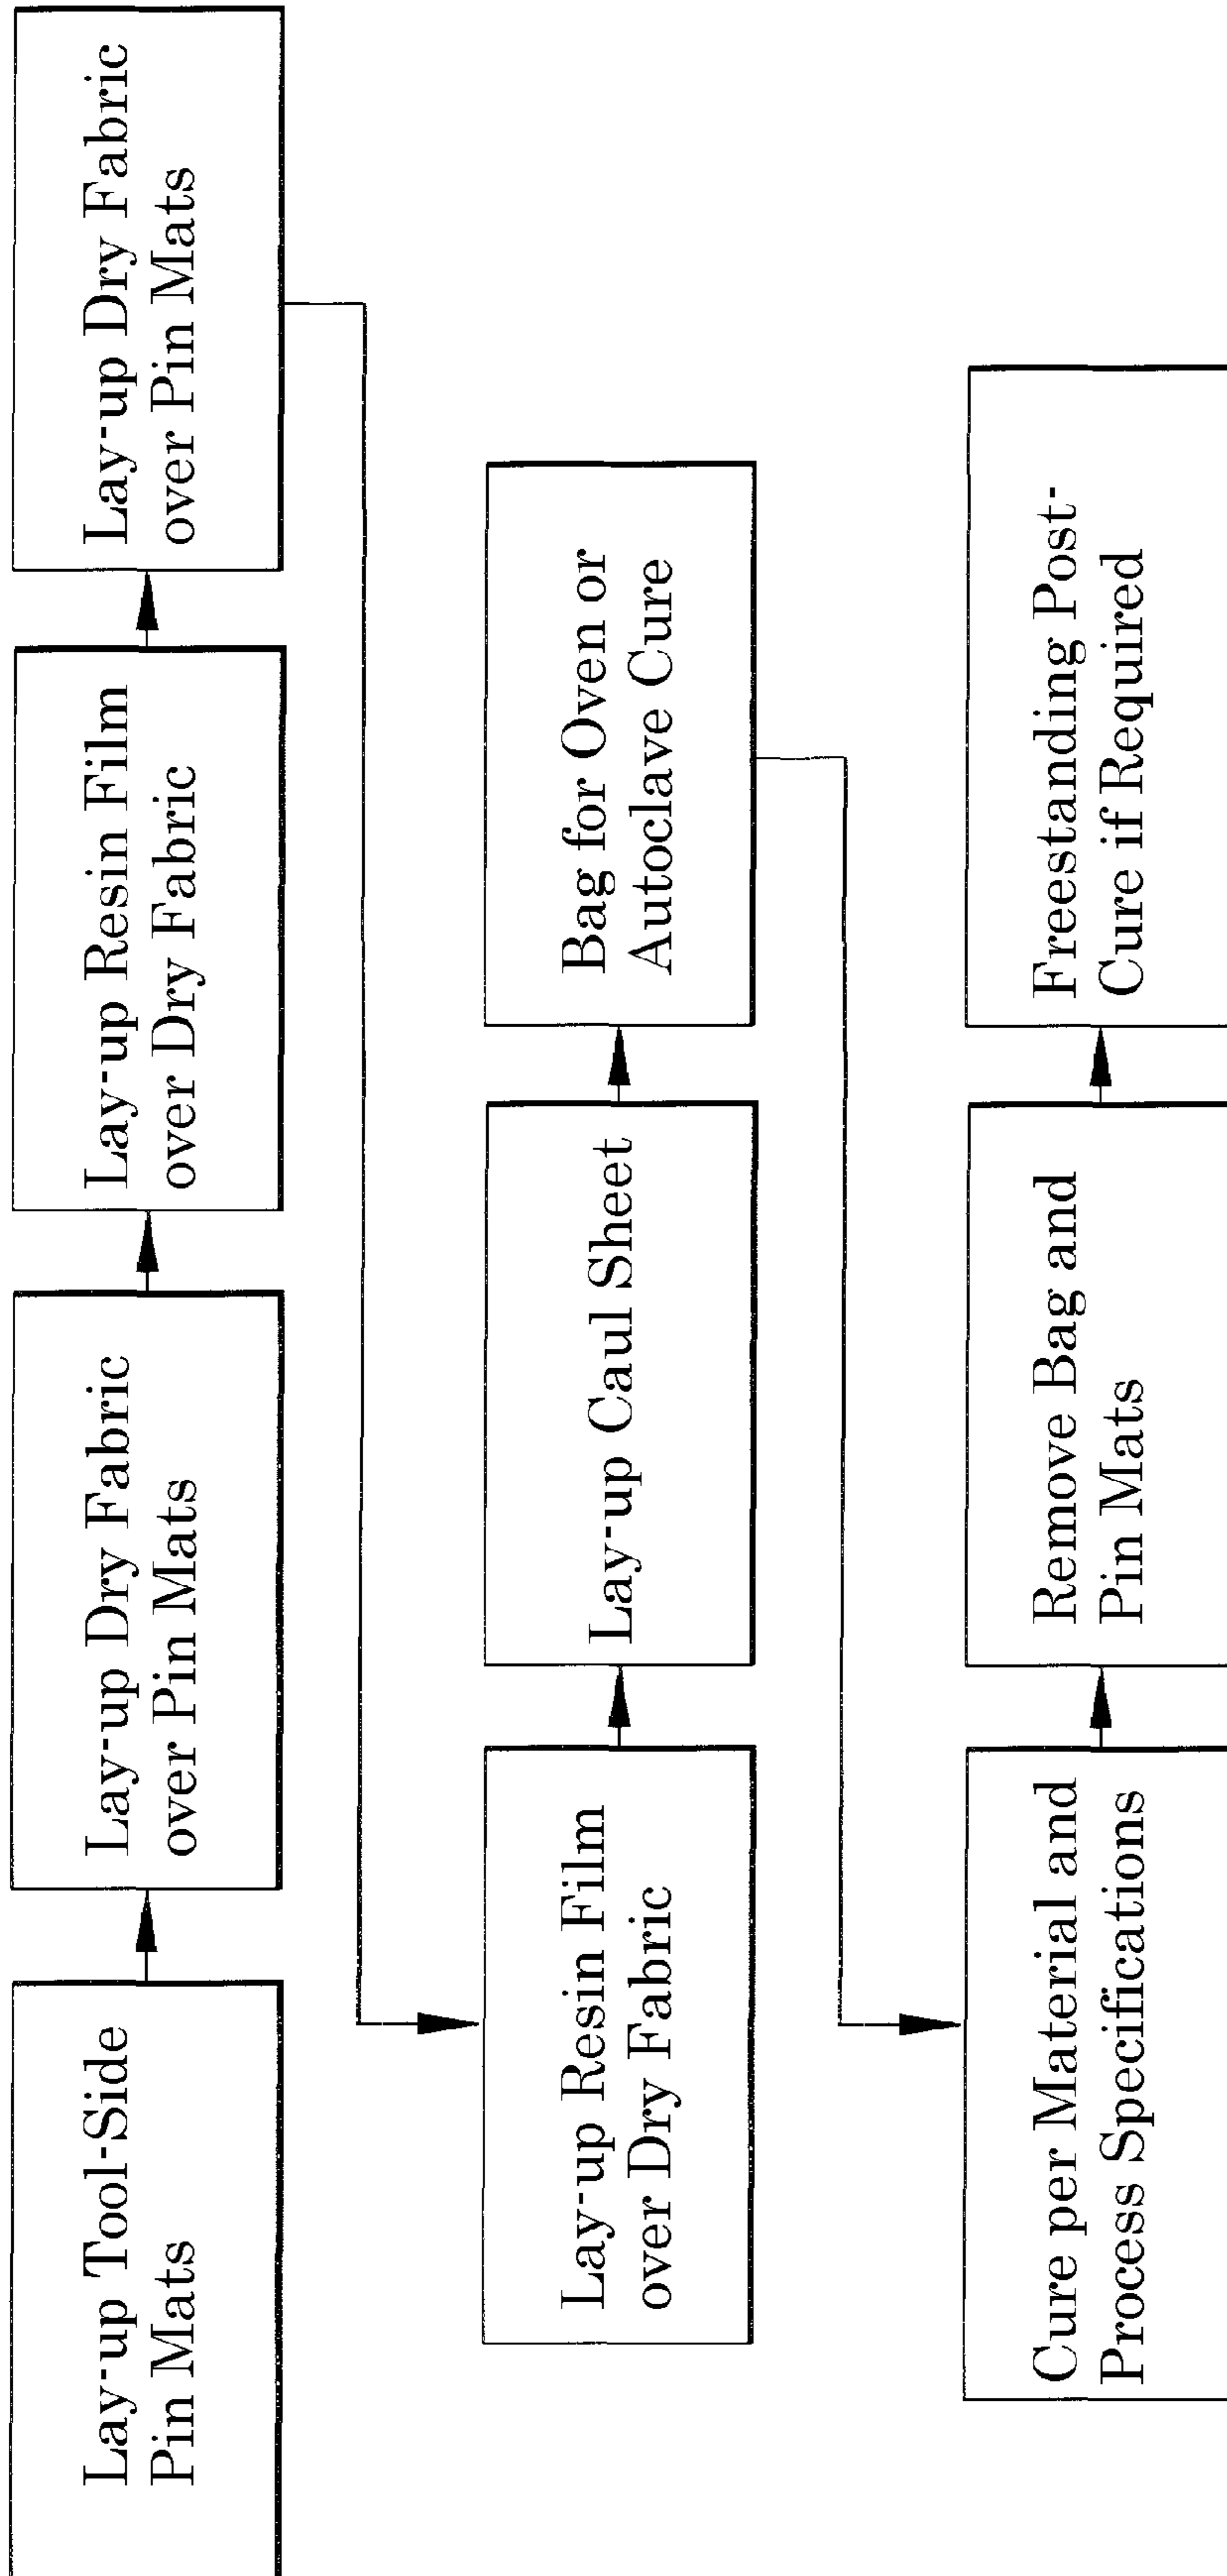 Lay-up Tool-Side
Pin Mats
Lay-up Dry Fabric
over Pin Mats
Lay-up Resin Film
over Dry Fabric
Lay-up Dry Fabric
over Pin Mats
Lay-up Resin Film
over Dry Fabric
Lay-up Caul Sheet
Bag for Oven or
Autoclave Cure
Cure per Material and
Process Specifications
Remove Bag and
Pin Mats
Freestanding Post-
Cure if Required